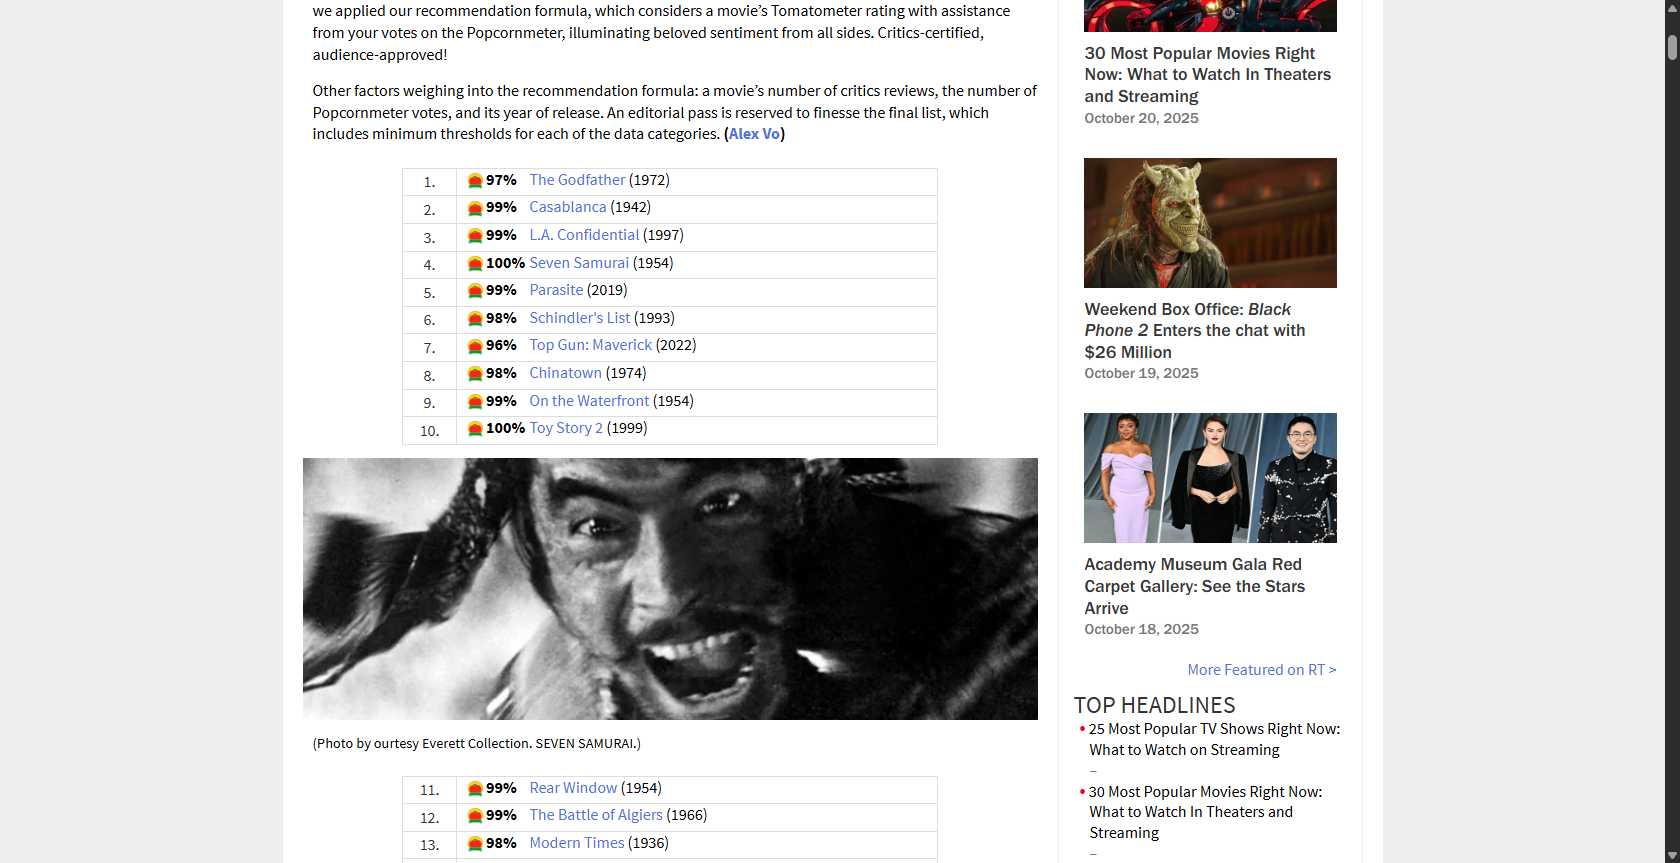 we applied our recommendation formula, which considers a movie’s Tomatometer rating with assistance
from your votes on the Popcornmeter, illuminating beloved sentiment from all sides. Critics-certified,
audience-approved!
Other factors weighing into the recommendation formula: a movie’s number of critics reviews, the number of
Popcornmeter votes, and its year of release. An editorial pass is reserved to finesse the final list, which
includes minimum thresholds for each of the data categories. (Alex Vo)
1. 97% The Godfather (1972)
2. 99% Casablanca (1942)
3. 99% L.A. Confidential (1997)
4. 100% Seven Samurai (1954)
5. 99% Parasite (2019)
6. 98% Schindler's List (1993)
7. 96% Top Gun: Maverick (2022)
8. 98% Chinatown (1974)
9. 99% On the Waterfront (1954)
10. 100% Toy Story 2 (1999)
(Photo by ourtesy Everett Collection. SEVEN SAMURAI.)
11. 99% Rear Window (1954)
12. 99% The Battle of Algiers (1966)
13. 98% Modern Times (1936)
30 Most Popular Movies Right
Now: What to Watch In Theaters
and Streaming
October 20, 2025
Weekend Box Office: Black
Phone 2 Enters the chat with
$26 Million
October 19, 2025
Academy Museum Gala Red
Carpet Gallery: See the Stars
Arrive
October 18, 2025
More Featured on RT >
TOP HEADLINES
• 25 Most Popular TV Shows Right Now:
What to Watch on Streaming
–
• 30 Most Popular Movies Right Now:
What to Watch In Theaters and
Streaming
–